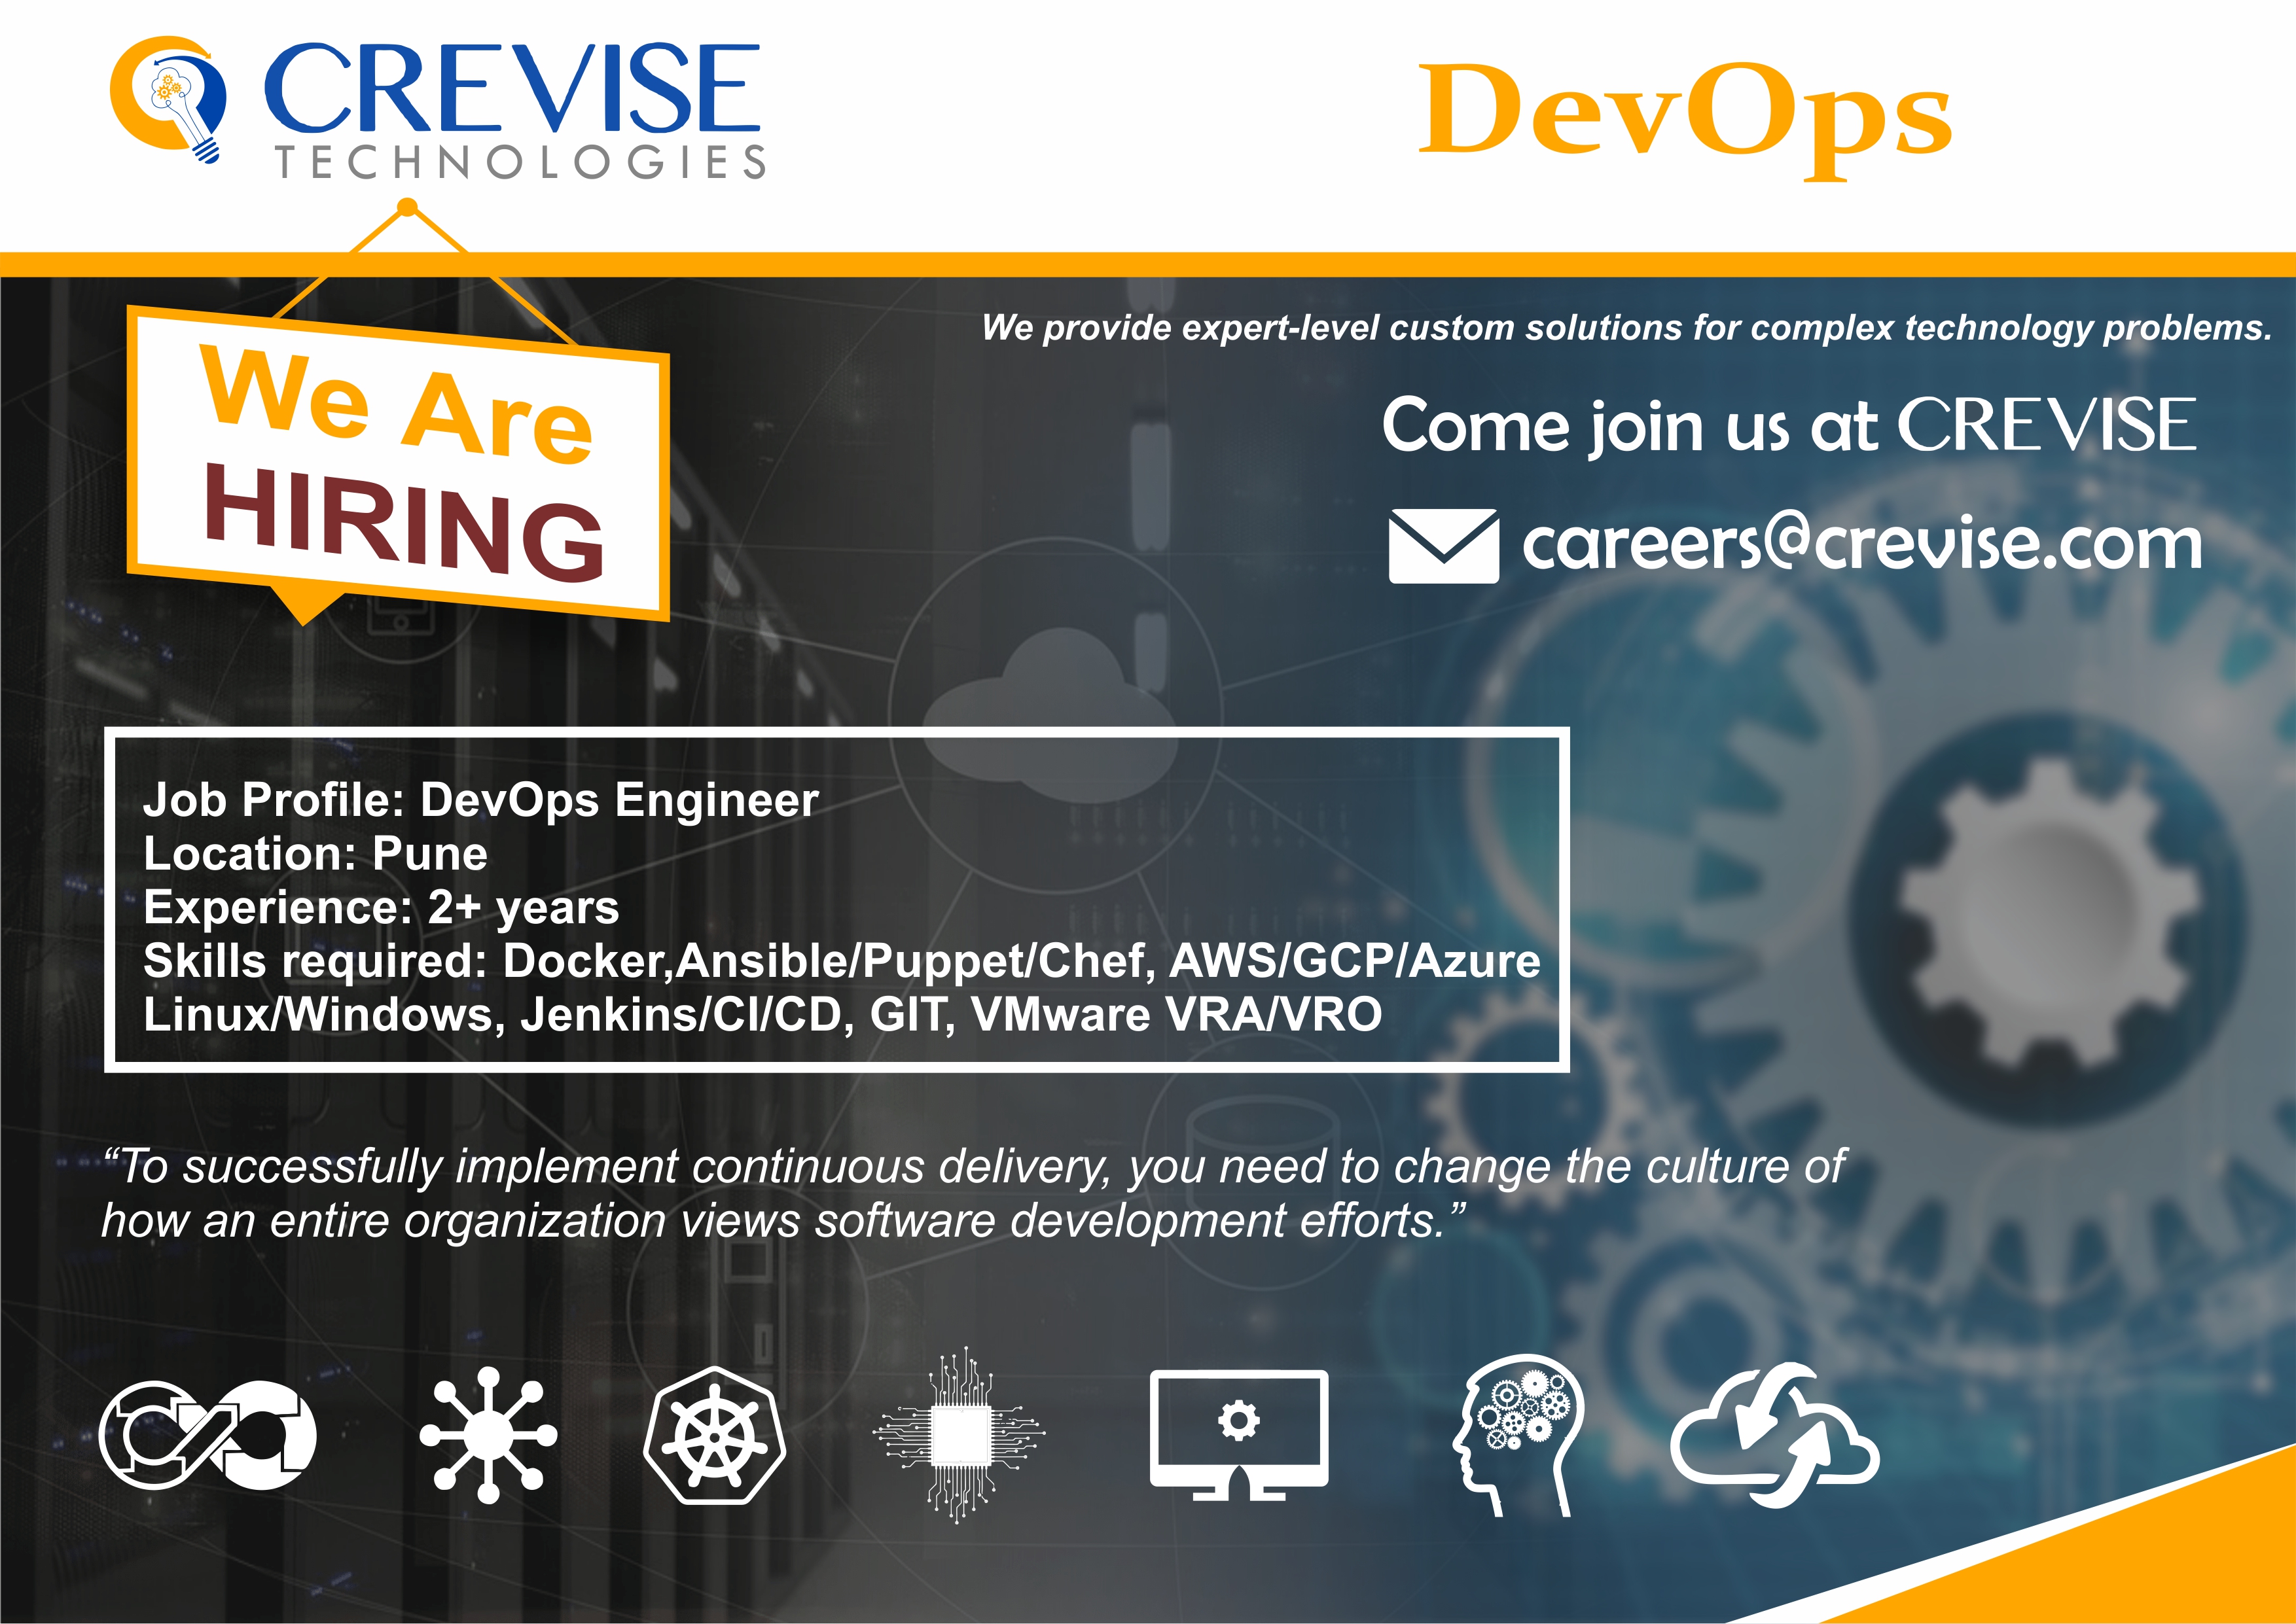 CREVISE
TECHNOLOGIES
DevOps
We Are
HIRING
We provide expert-level custom solutions for complex technology problems.
Come join us at CREVISE
careers@crevise.com
Job Profile: DevOps Engineer
Location: Pune
Experience: 2+ years
Skills required: Docker,Ansible/Puppet/Chef, AWS/GCP/Azure
Linux/Windows, Jenkins/CI/CD, GIT, VMware VRA/VRO
“To successfully implement continuous delivery, you need to change the culture of
how an entire organization views software development efforts.”